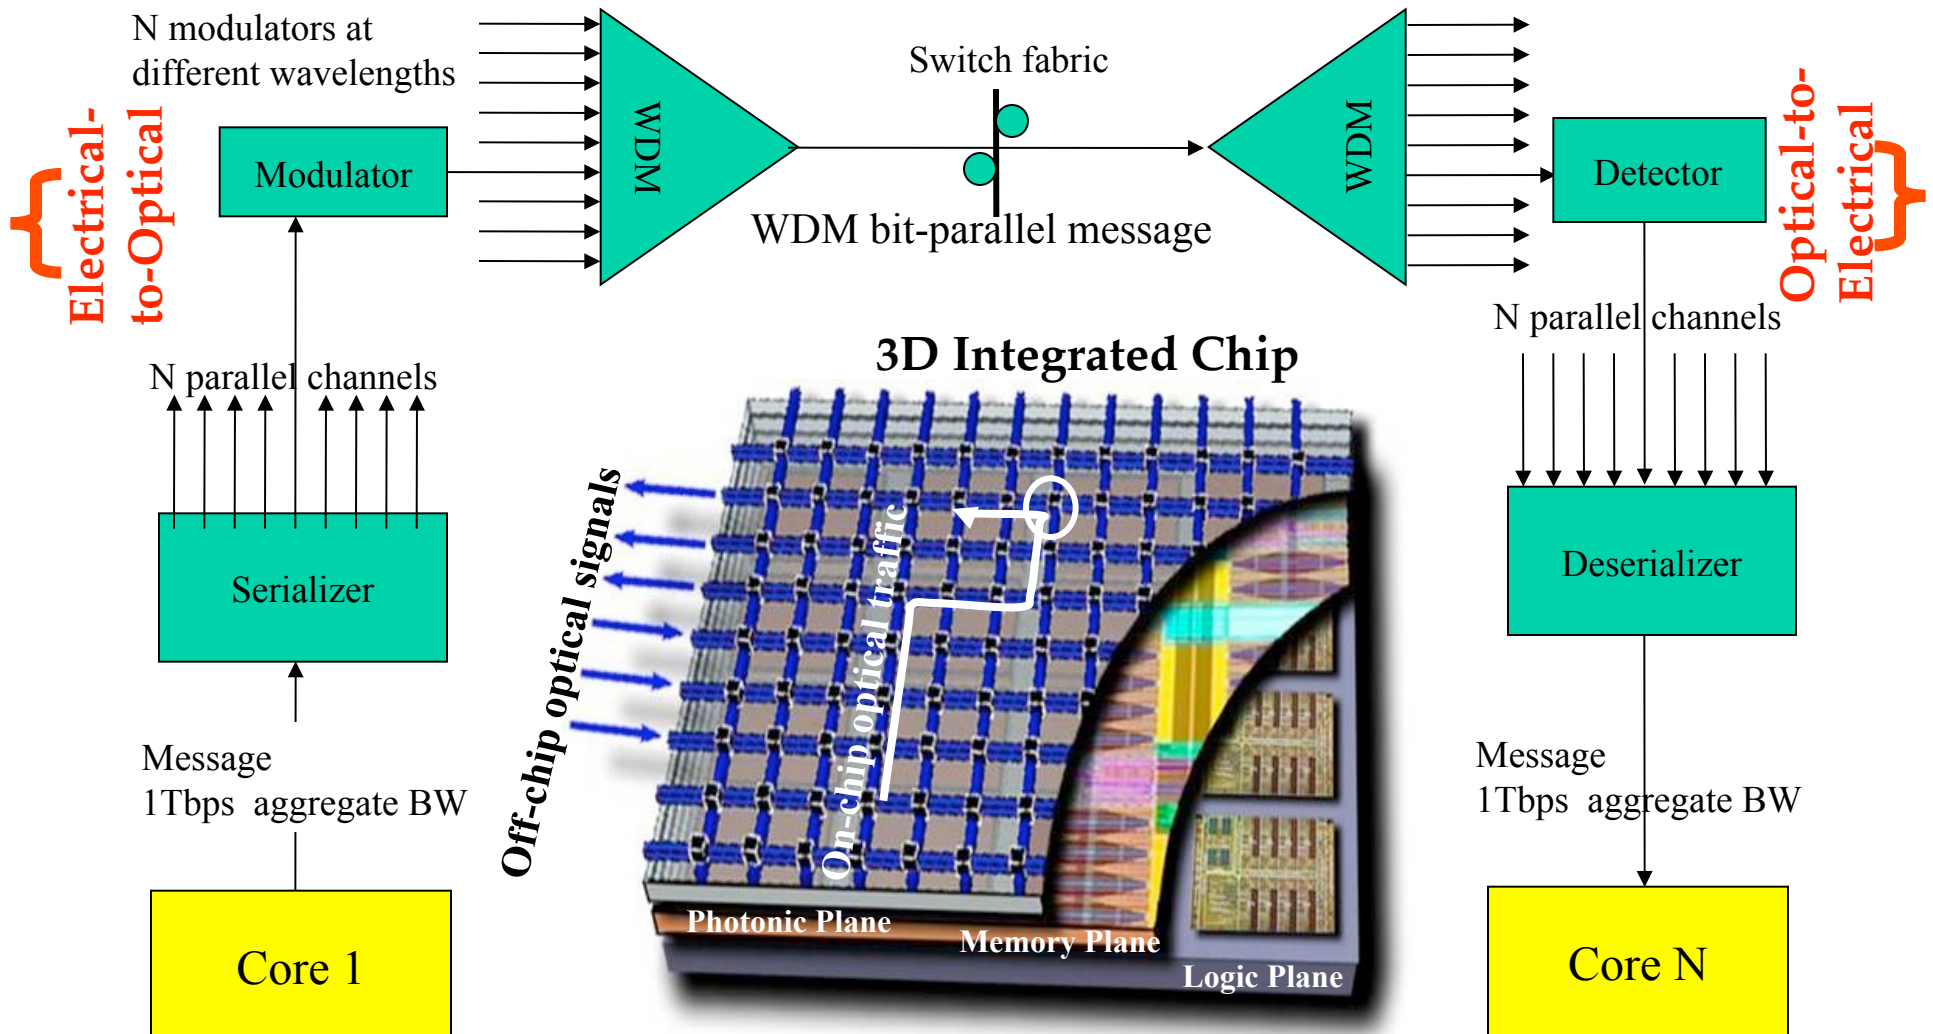 N modulators at
different wavelengths
Electrical-
to-Optical
Modulator
WDM
Switch fabric
WDM bit-parallel message
WDM
Detector
Optical-to-
Electrical
N parallel channels
Serializer
Message
1Tbps aggregate BW
Core 1
3D Integrated Chip
Off-chip optical signals
On-chip optical traffic
Photonic Plane
Memory Plane
Logic Plane
N parallel channels
Deserializer
Message
1Tbps aggregate BW
Core N